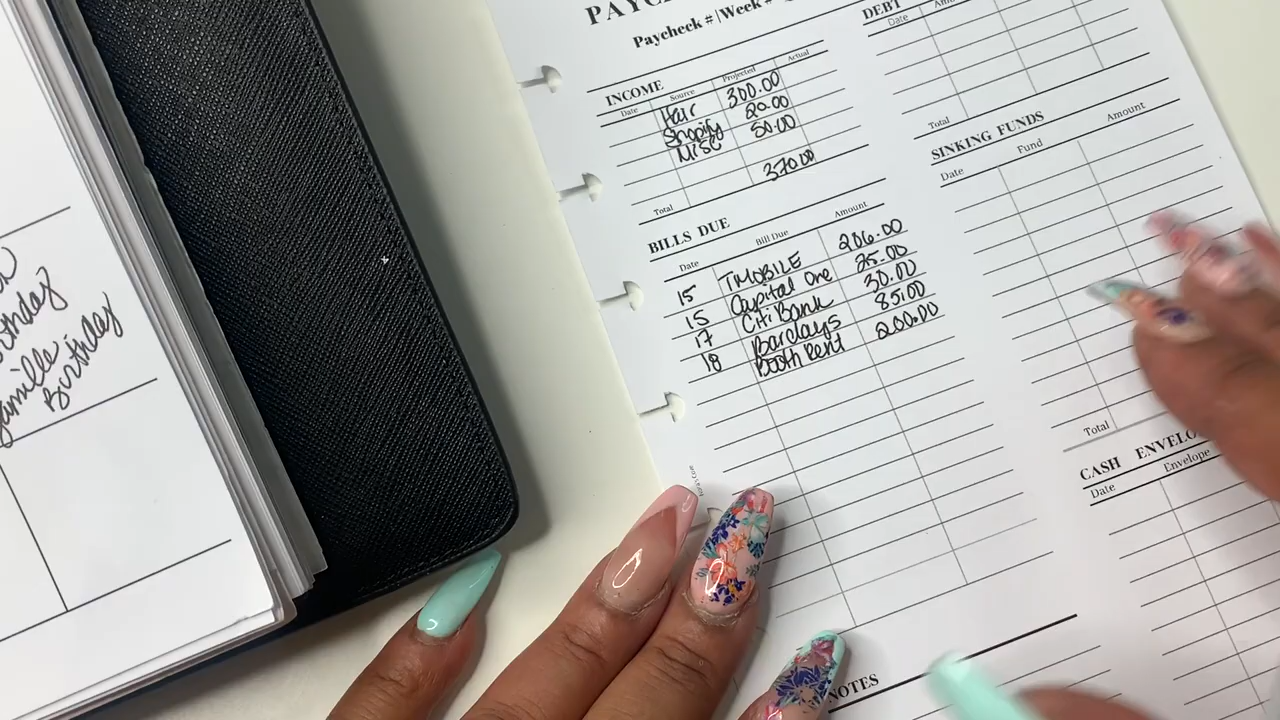 Birthday
Camille
Birthday
Paycheck # /Week #
INCOME
Date Source Projected Actual
Hair 300.00
Shopify 20.00
Misc 50.00
370.00
Total
BILLS DUE
Date Bill Due Amount
15 TMOBILE 206.00
15 Capital One 25.00
17 Citi Bank 30.00
18 Barclays 85.00
Booth Rent 200.00
NOTES
DEBT
Date
Total
SINKING FUNDS
Date Fund Amount
Total
CASH
Date Envelope